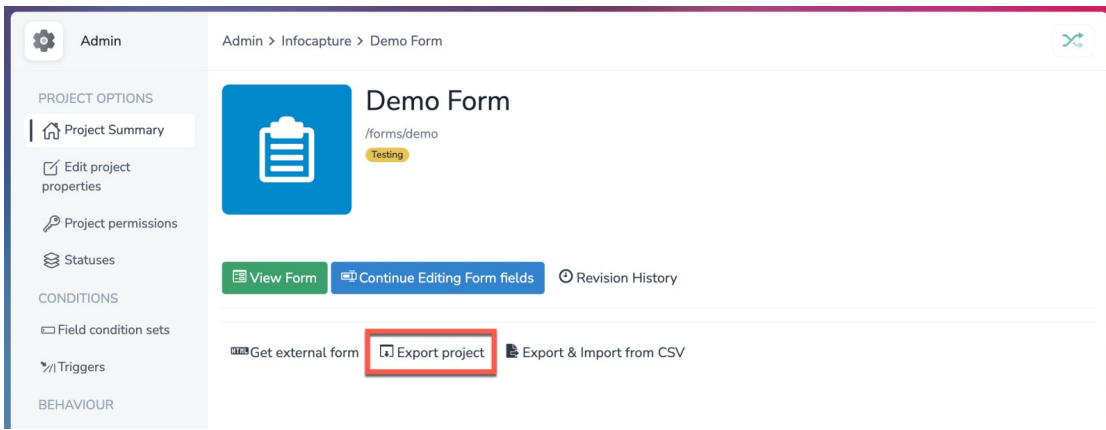 Admin
Admin > Infocapture > Demo Form
PROJECT OPTIONS
Project Summary
Edit project
properties
Project permissions
Statuses
CONDITIONS
Field condition sets
Triggers
BEHAVIOUR
Demo Form
/forms/demo
Testing
View Form
Continue Editing Form fields
Revision History
HTML Get external form
Export project
Export & Import from CSV